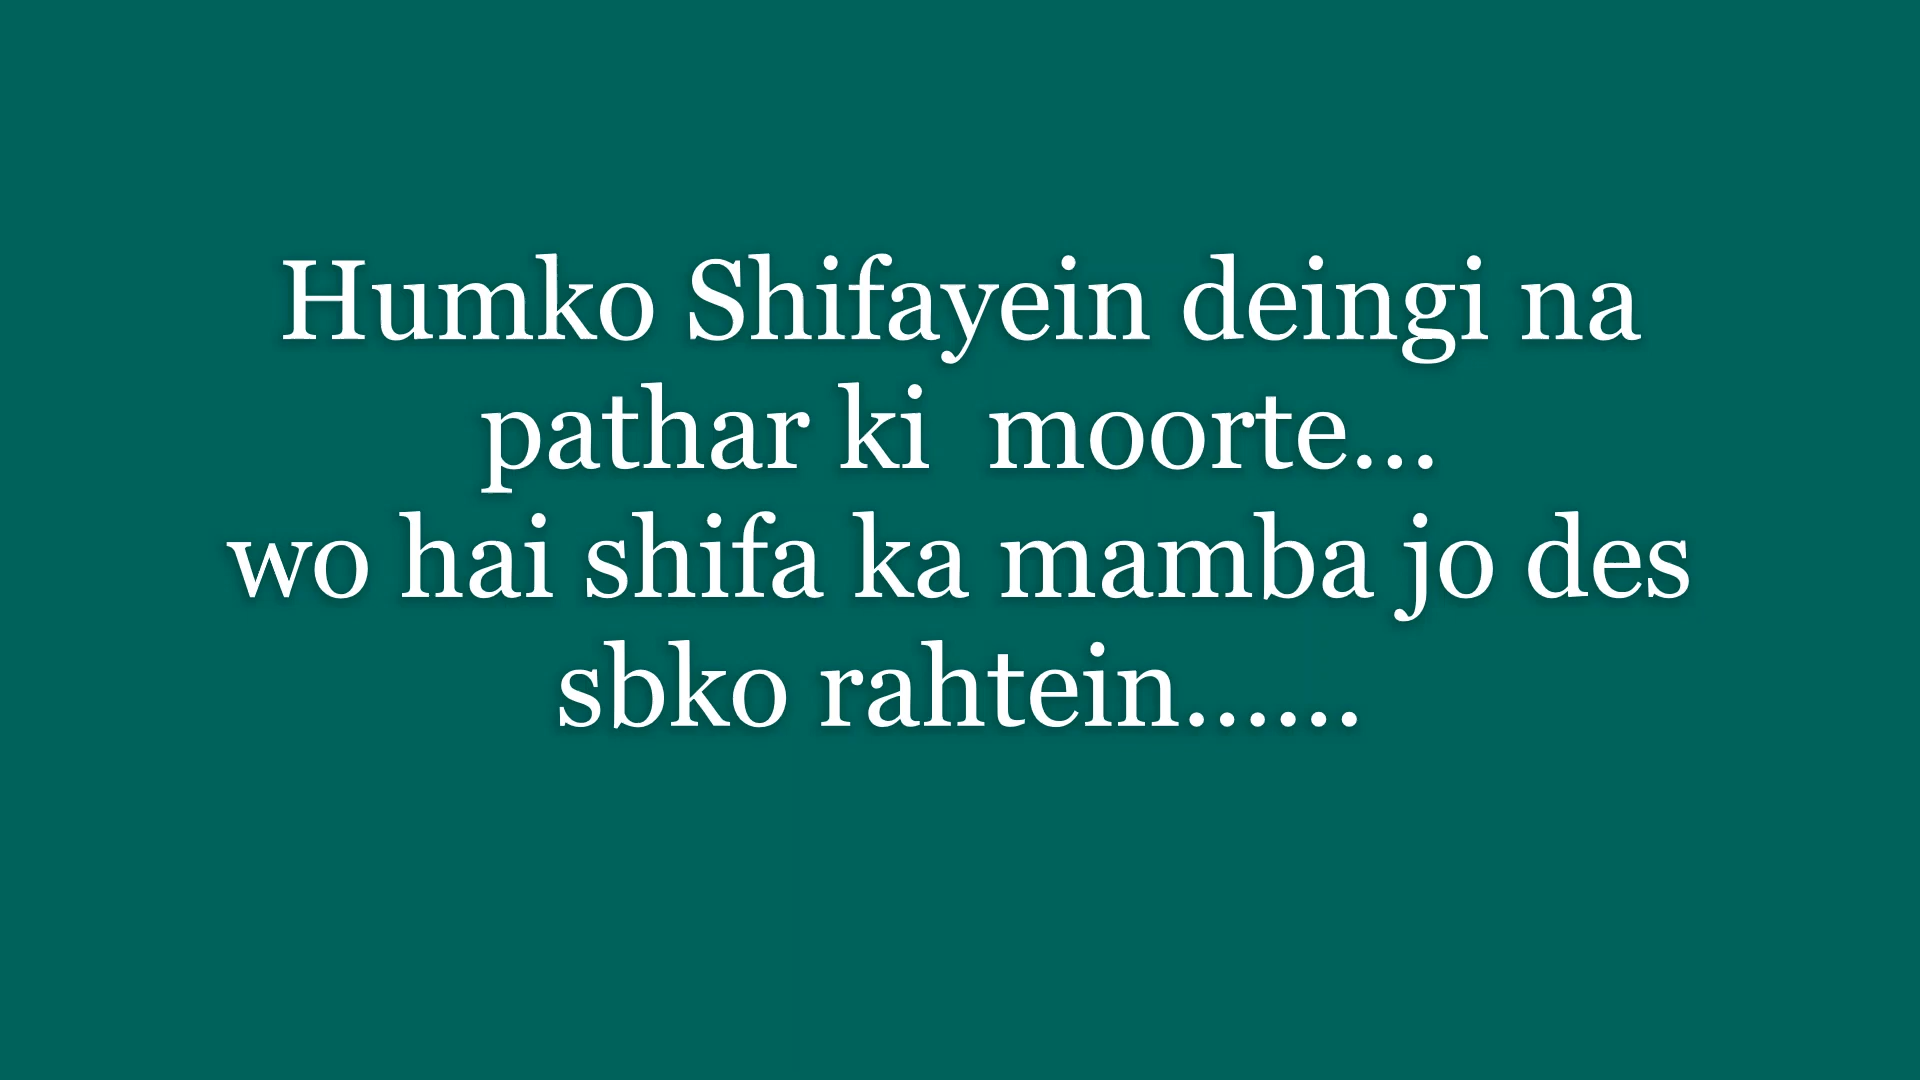 Humko Shifayein deingi na
pathar ki  moorte...
wo hai shifa ka mamba jo des
sbko rahtein......